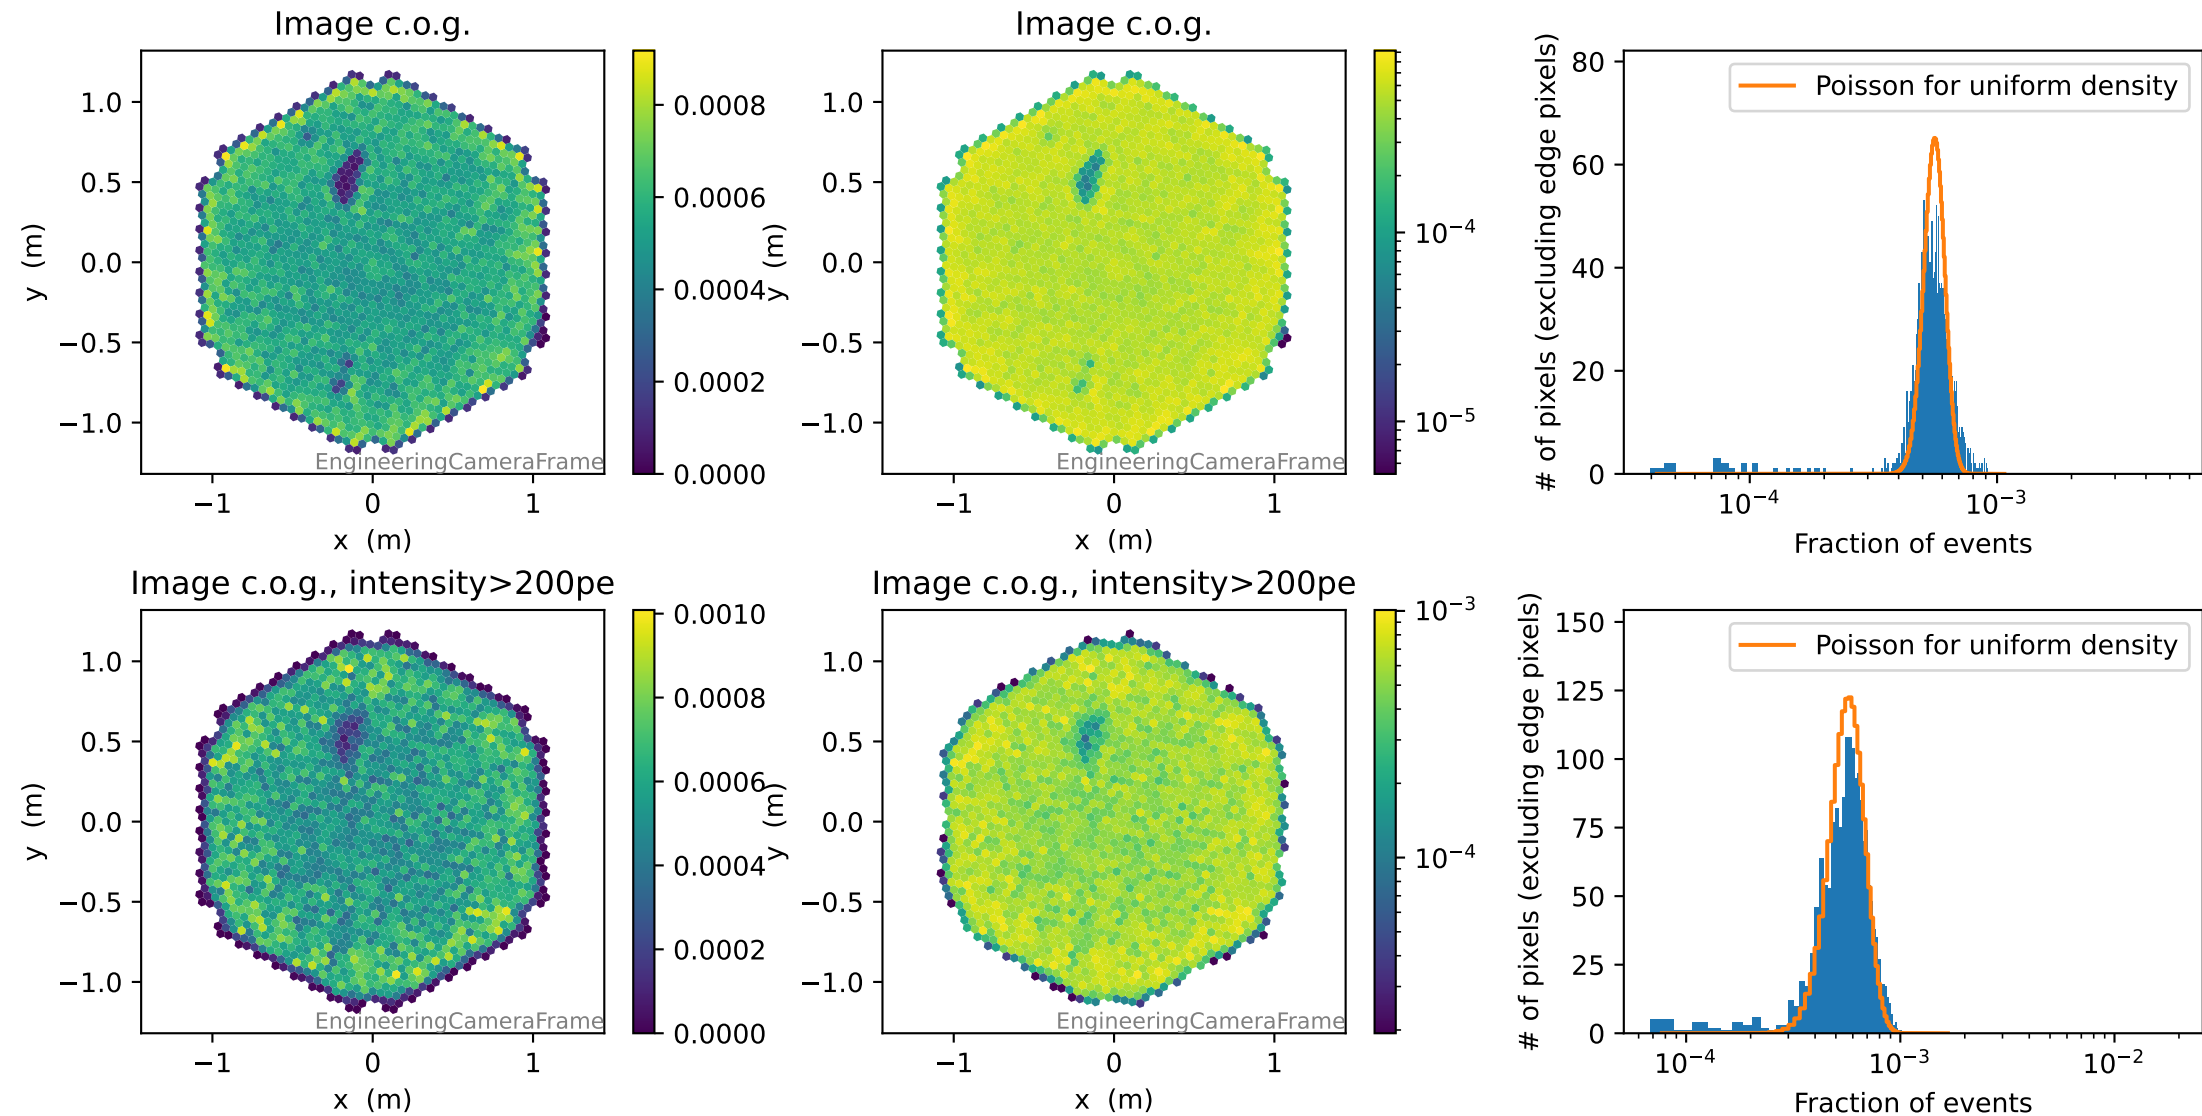 Image c.o.g.
1.0
0.5
0.0
−0.5
−1.0
y (m)
−1
0
1
x (m)
EngineeringCameraFrame
0.0008
0.0006
0.0004
0.0002
0.0000
Image c.o.g.
1.0
0.5
0.0
−0.5
−1.0
y (m)
−1
0
1
x (m)
EngineeringCameraFrame
10⁻⁴
10⁻⁵
80
60
40
20
0
# of pixels (excluding edge pixels)
Poisson for uniform density
10⁻⁴
10⁻³
Fraction of events
Image c.o.g., intensity>200pe
1.0
0.5
0.0
−0.5
−1.0
y (m)
−1
0
1
x (m)
EngineeringCameraFrame
0.0010
0.0008
0.0006
0.0004
0.0002
0.0000
Image c.o.g., intensity>200pe
1.0
0.5
0.0
−0.5
−1.0
y (m)
−1
0
1
x (m)
EngineeringCameraFrame
10⁻³
10⁻⁴
150
125
100
75
50
25
0
# of pixels (excluding edge pixels)
Poisson for uniform density
10⁻⁴
10⁻³
10⁻²
Fraction of events